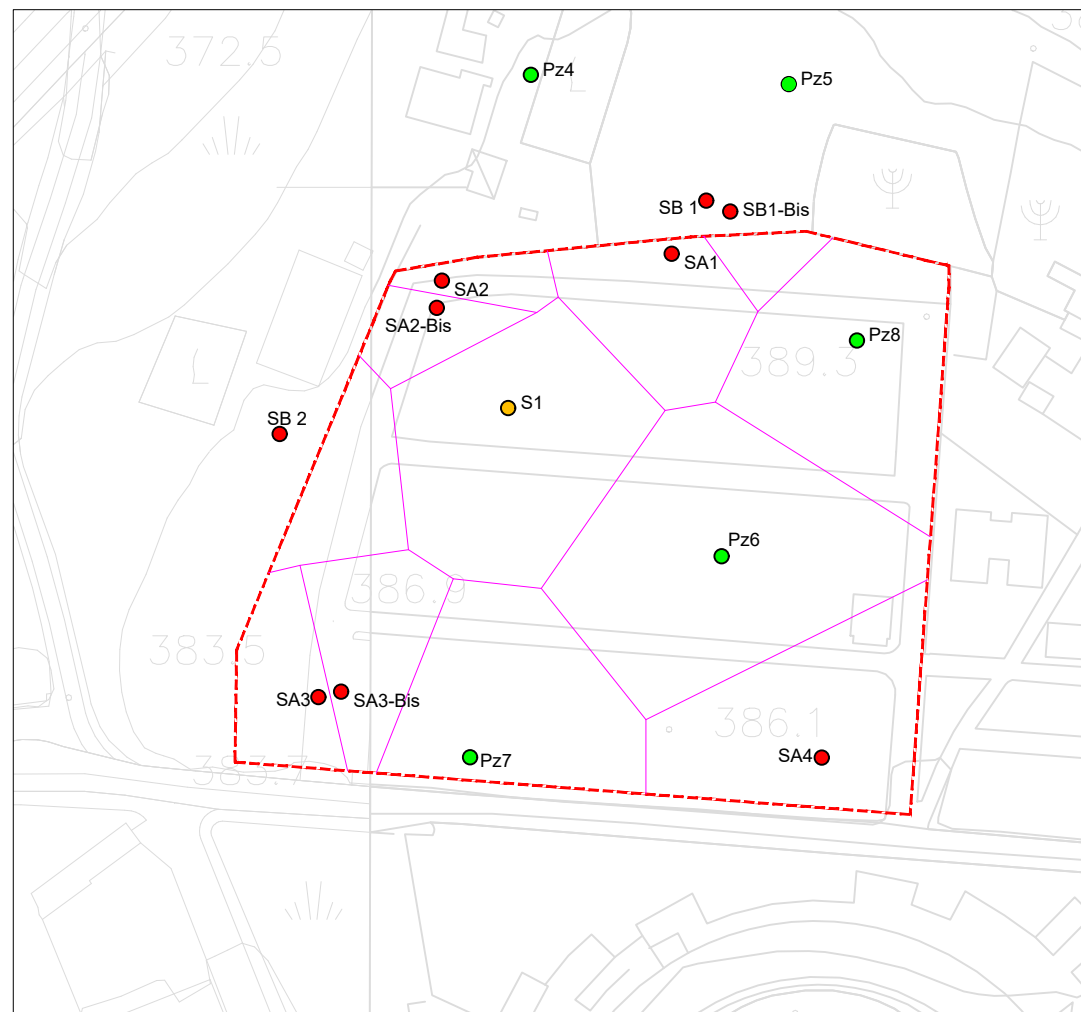 372.5
Pz4
Pz5
SB 1
SB1-Bis
SA1
SA2
SA2-Bis
Pz8
389.3
S1
SB 2
Pz6
386.9
383.5
SA3
SA3-Bis
386.1
Pz7
SA4
383.7